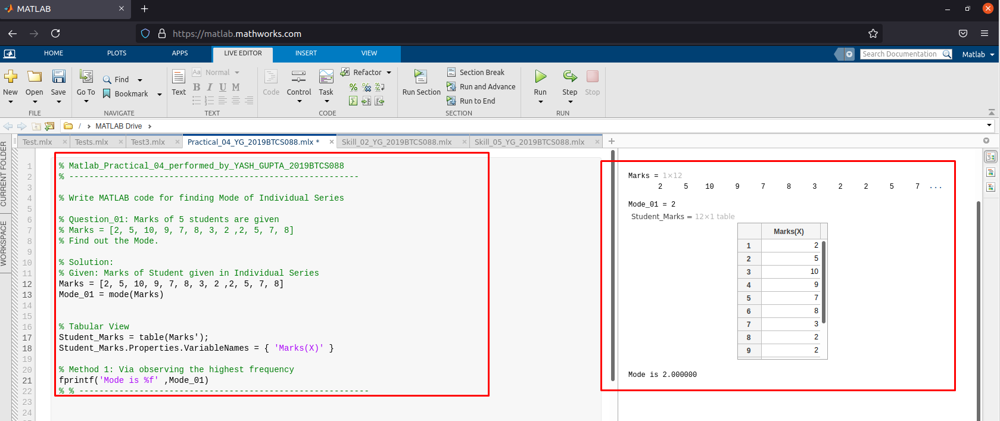 MATLAB
https://matlab.mathworks.com
HOME PLOTS APPS LIVE EDITOR INSERT VIEW
Search Documentation
Matlab
New Open Save
FILE
Go To Find Bookmark
NAVIGATE
Text
Aa Normal
B I U M
TEXT
Code Control Task Refactor
CODE
Run Section
Section Break
Run and Advance
Run to End
SECTION
Run Step Stop
RUN
/ › MATLAB Drive ›
CURRENT FOLDER
WORKSPACE
Test.mlx × Tests.mlx × Test3.mlx × Practical_04_YG_2019BTCS088.mlx * × Skill_02_YG_2019BTCS088.mlx × Skill_05_YG_2019BTCS088.mlx × +
1 % Matlab_Practical_04_performed_by_YASH_GUPTA_2019BTCS088
2 % ----------------------------------------------------------
3
4 % Write MATLAB code for finding Mode of Individual Series
5
6 % Question_01: Marks of 5 students are given
7 % Marks = [2, 5, 10, 9, 7, 8, 3, 2 ,2, 5, 7, 8]
8 % Find out the Mode.
9
10 % Solution:
11 % Given: Marks of Student given in Individual Series
12 Marks = [2, 5, 10, 9, 7, 8, 3, 2 ,2, 5, 7, 8]
13 Mode_01 = mode(Marks)
14
15
16 % Tabular View
17 Student_Marks = table(Marks');
18 Student_Marks.Properties.VariableNames = { 'Marks(X)' }
19
20 % Method 1: Via observing the highest frequency
21 fprintf('Mode is %f' ,Mode_01)
22 % % ----------------------------------------------------------
23
24
Marks = 1×12
2 5 10 9 7 8 3 2 2 5 7 ...
Mode_01 = 2
Student_Marks = 12×1 table
Marks(X)
1 2
2 5
3 10
4 9
5 7
6 8
7 3
8 2
9 2
Mode is 2.000000